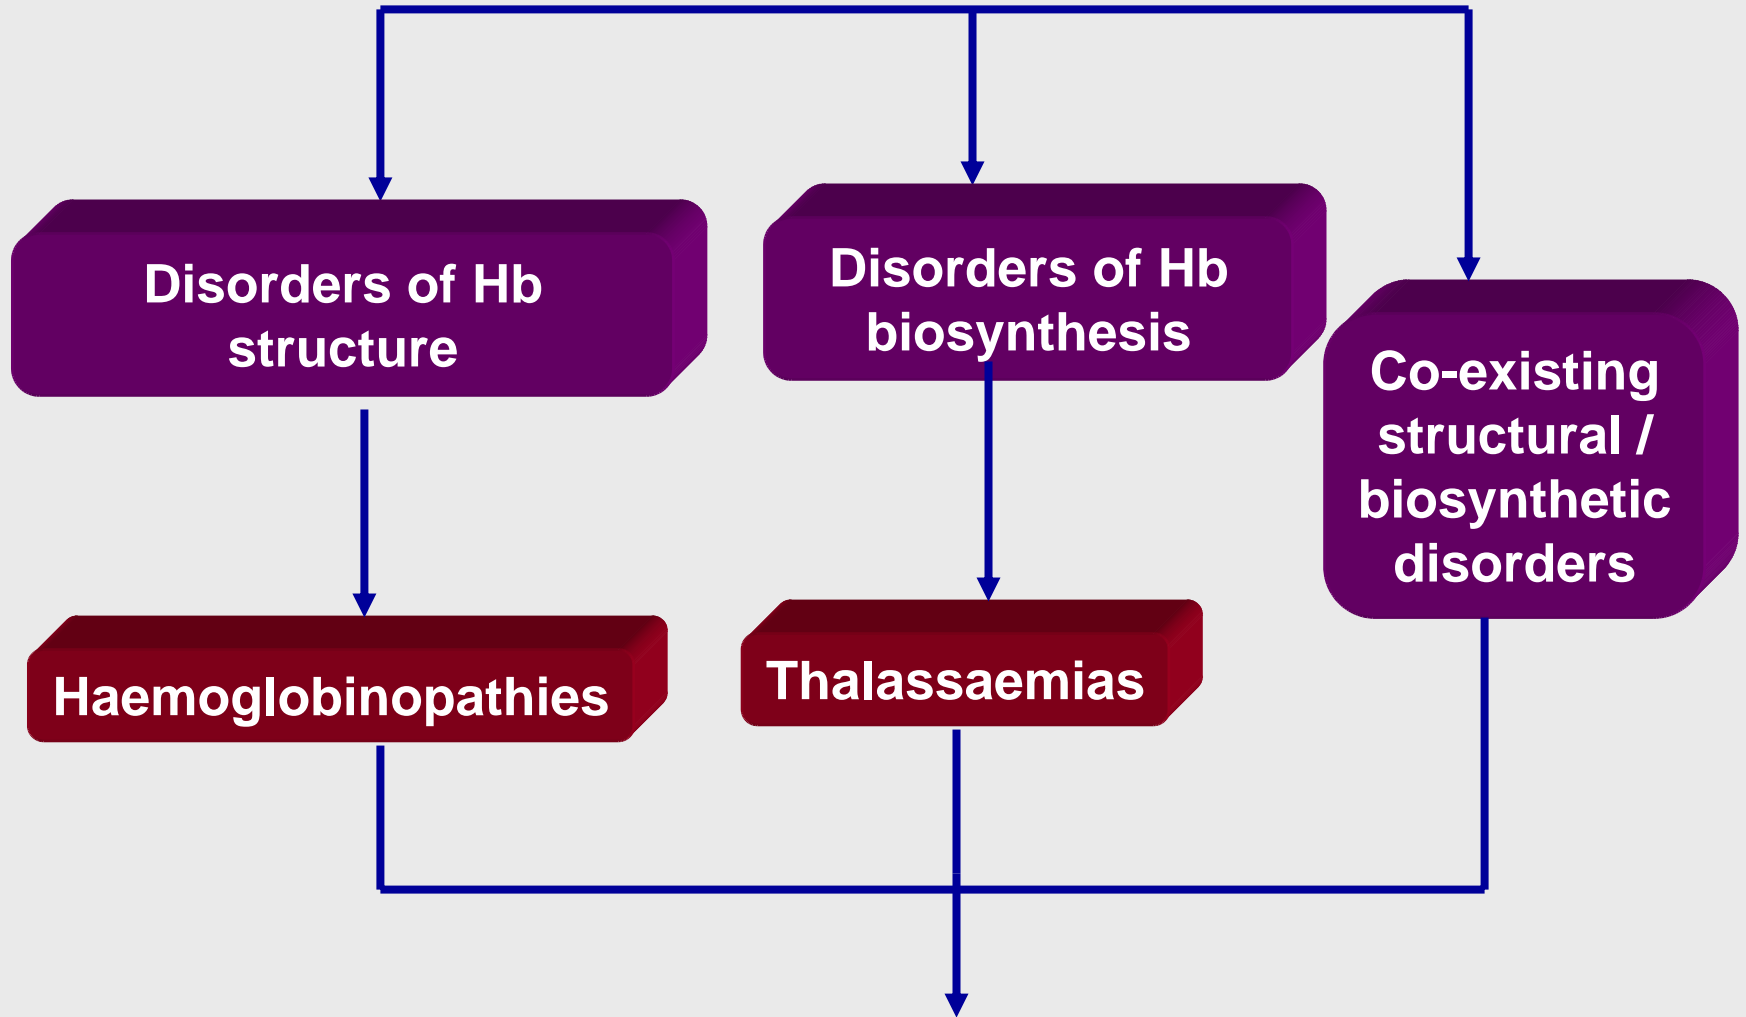 Disorders of Hb
structure
Disorders of Hb
biosynthesis
Co-existing
structural /
biosynthetic
disorders
Haemoglobinopathies
Thalassaemias